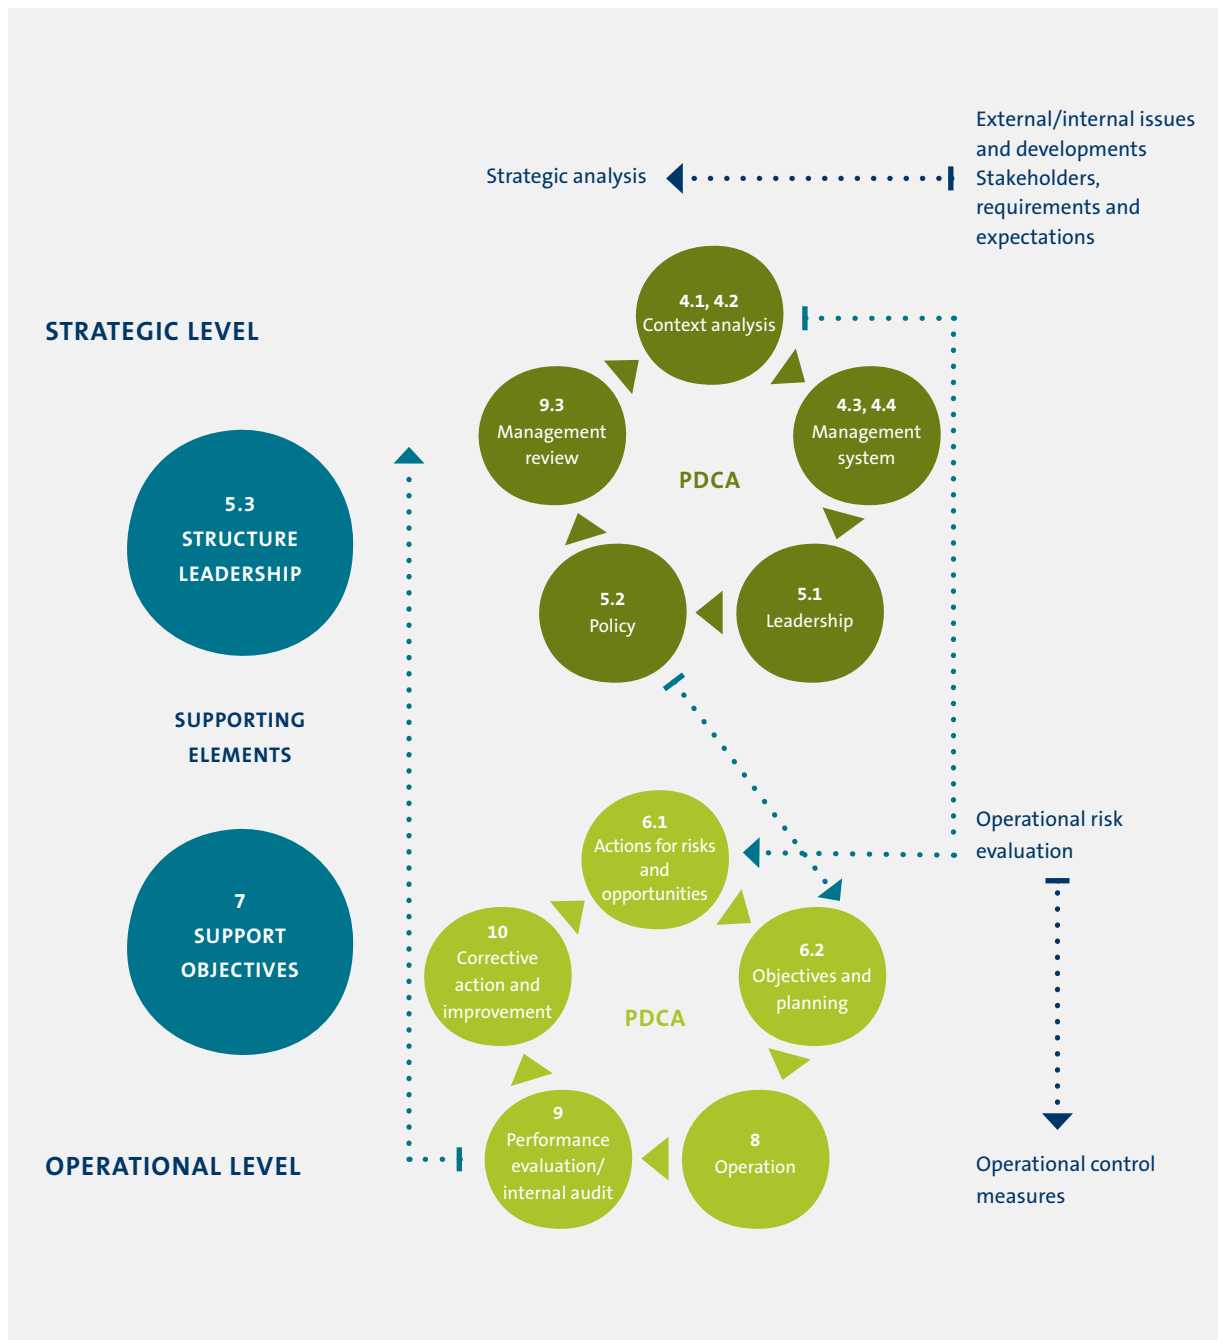 External/internal issues
and developments
Stakeholders,
requirements and
expectations
Strategic analysis
STRATEGIC LEVEL
4.1, 4.2
Context analysis
9.3
Management
review
4.3, 4.4
Management
system
PDCA
5.3
STRUCTURE
LEADERSHIP
5.2
Policy
5.1
Leadership
SUPPORTING
ELEMENTS
6.1
Actions for risks
and
opportunities
Operational risk
evaluation
7
SUPPORT
OBJECTIVES
10
Corrective
action and
improvement
6.2
Objectives and
planning
PDCA
9
Performance
evaluation/
internal audit
8
Operation
OPERATIONAL LEVEL
Operational control
measures